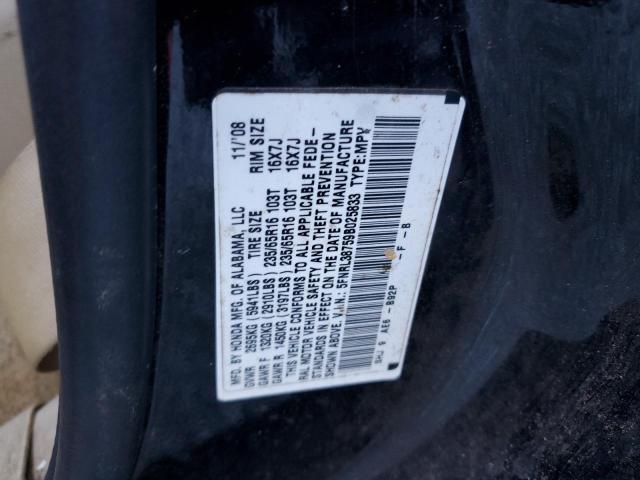 MFD. BY HONDA MFG. OF ALABAMA, LLC 11/'08
GVWR 2695KG (5941LBS) TIRE SIZE RIM SIZE
GAWR F 1320KG (2910LBS) 235/65R16 103T 16X7J
GAWR R 1450KG (3197LBS) 235/65R16 103T 16X7J
THIS VEHICLE CONFORMS TO ALL APPLICABLE FEDE-
RAL MOTOR VEHICLE SAFETY AND THEFT PREVENTION
STANDARDS IN EFFECT ON THE DATE OF MANUFACTURE
SHOWN ABOVE. V.I.N.: 5FNRL38759B025833 TYPE:MPV
SHJ 9 AE6 - B92P - F - B